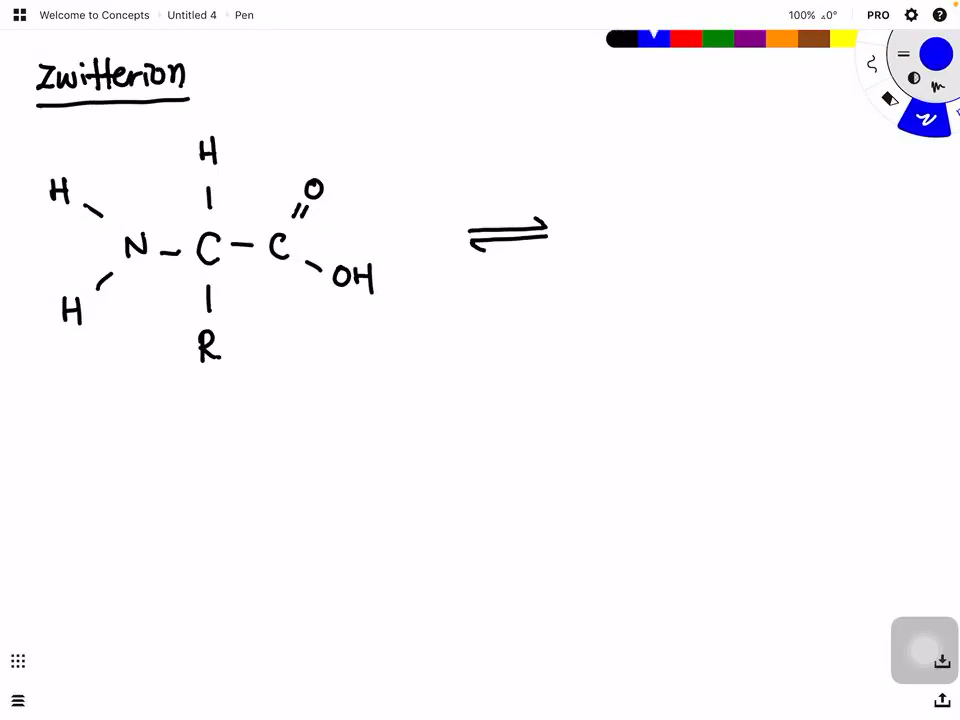 Welcome to Concepts › Untitled 4 › Pen
100% ⊿0° PRO
Zwitterion
H
H O
N - C - C
OH
H
R